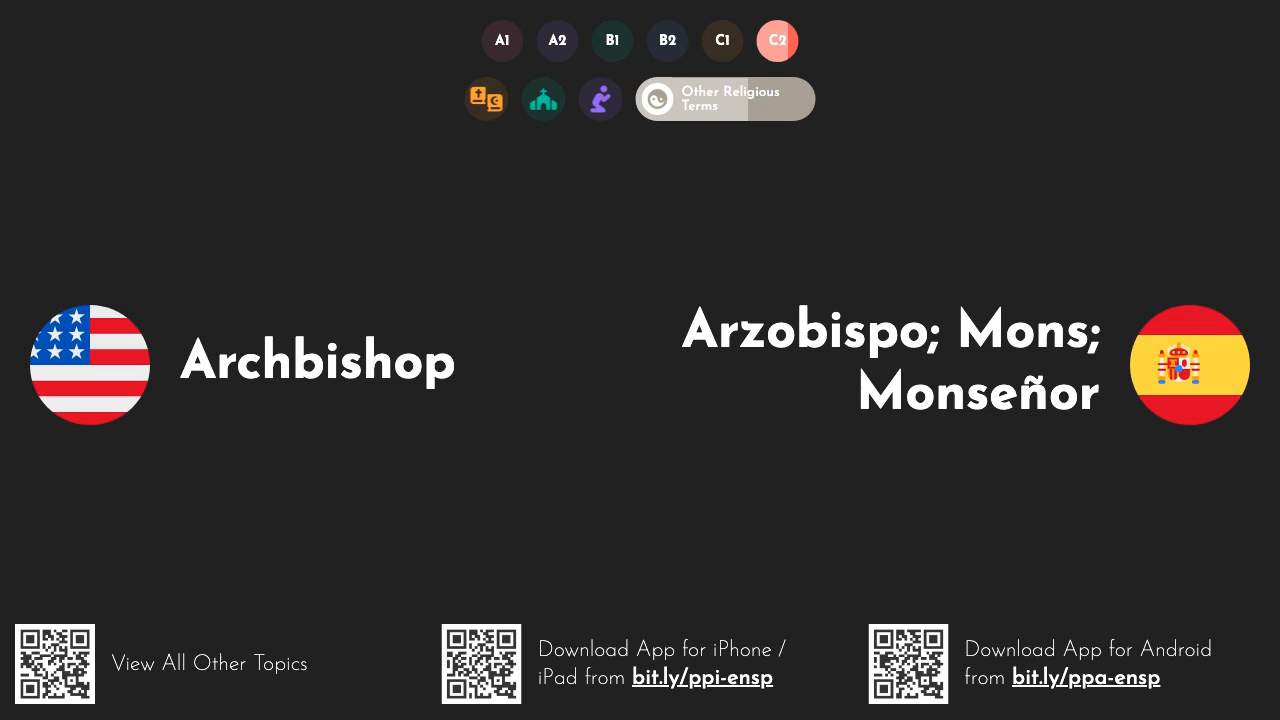 A1 A2 B1 B2 C1 C2
Other Religious
Terms
Archbishop
Arzobispo; Mons;
Monseñor
View All Other Topics
Download App for iPhone /
iPad from bit.ly/ppi-ensp
Download App for Android
from bit.ly/ppa-ensp